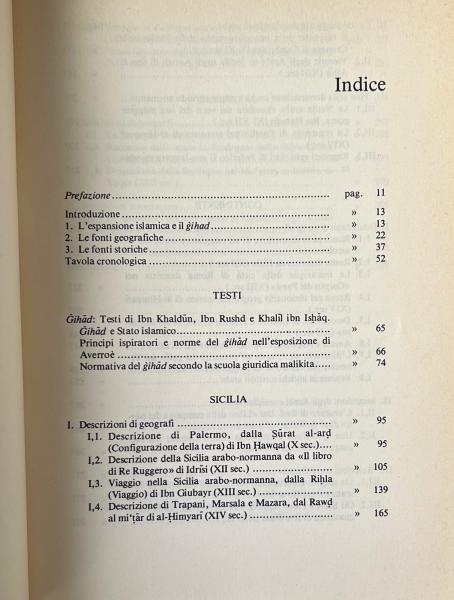 Indice
Prefazione ........................................................ pag. 11
Introduzione ........................................................ » 13
1. L'espansione islamica e il ğihad ........................ » 13
2. Le fonti geografiche ........................................ » 22
3. Le fonti storiche ............................................ » 37
Tavola cronologica .............................................. » 52
TESTI
Ğihād: Testi di Ibn Khaldūn, Ibn Rushd e Khalīl ibn Isḥāq.
Ğihād e Stato islamico ........................................ » 65
Principi ispiratori e norme del ğihād nell'esposizione di
Averroè ........................................................ » 66
Normativa del ğihād secondo la scuola giuridica malikita ..... » 74
SICILIA
I. Descrizioni di geografi .................................... » 95
I,1. Descrizione di Palermo, dalla Ṣūrat al-arḍ
(Configurazione della terra) di Ibn Ḥawqal (X sec.) .... » 95
I,2. Descrizione della Sicilia arabo-normanna da «Il libro
di Re Ruggero» di Idrīsī (XII sec.) ........................ » 105
I,3. Viaggio nella Sicilia arabo-normanna, dalla Riḥla
(Viaggio) di Ibn Giubayr (XIII sec.) ...................... » 139
I,4. Descrizione di Trapani, Marsala e Mazara, dal Rawḍ
al mi'ṭār di al-Ḥimyarī (XIV sec.) ........................ » 165